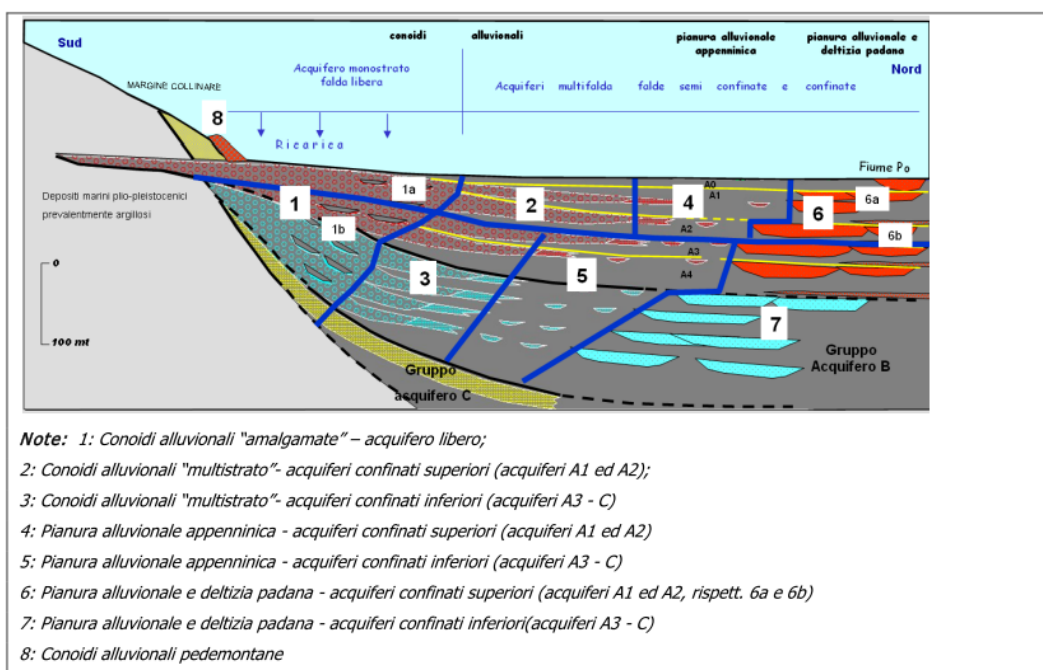 Sud
conoidi alluvionali
pianura alluvionale
appenninica
pianura alluvionale e
deltizia padana
Nord
Acquifero monostrato
falda libera
Acquiferi multifalda falde semi confinate e confinate
MARGINE COLLINARE
8
Ricarica
Fiume Po
Depositi marini plio-pleistocenici
prevalentemente argillosi
1
1a
1b
2
3
4
5
6
6a
6b
7
A0
A1
A2
A3
A4
0
100 mt
Gruppo
acquifero C
Gruppo
Acquifero B
Note: 1: Conoidi alluvionali “amalgamate” – acquifero libero;
2: Conoidi alluvionali “multistrato”- acquiferi confinati superiori (acquiferi A1 ed A2);
3: Conoidi alluvionali “multistrato”- acquiferi confinati inferiori (acquiferi A3 - C)
4: Pianura alluvionale appenninica - acquiferi confinati superiori (acquiferi A1 ed A2)
5: Pianura alluvionale appenninica - acquiferi confinati inferiori (acquiferi A3 - C)
6: Pianura alluvionale e deltizia padana - acquiferi confinati superiori (acquiferi A1 ed A2, rispett. 6a e 6b)
7: Pianura alluvionale e deltizia padana - acquiferi confinati inferiori(acquiferi A3 - C)
8: Conoidi alluvionali pedemontane